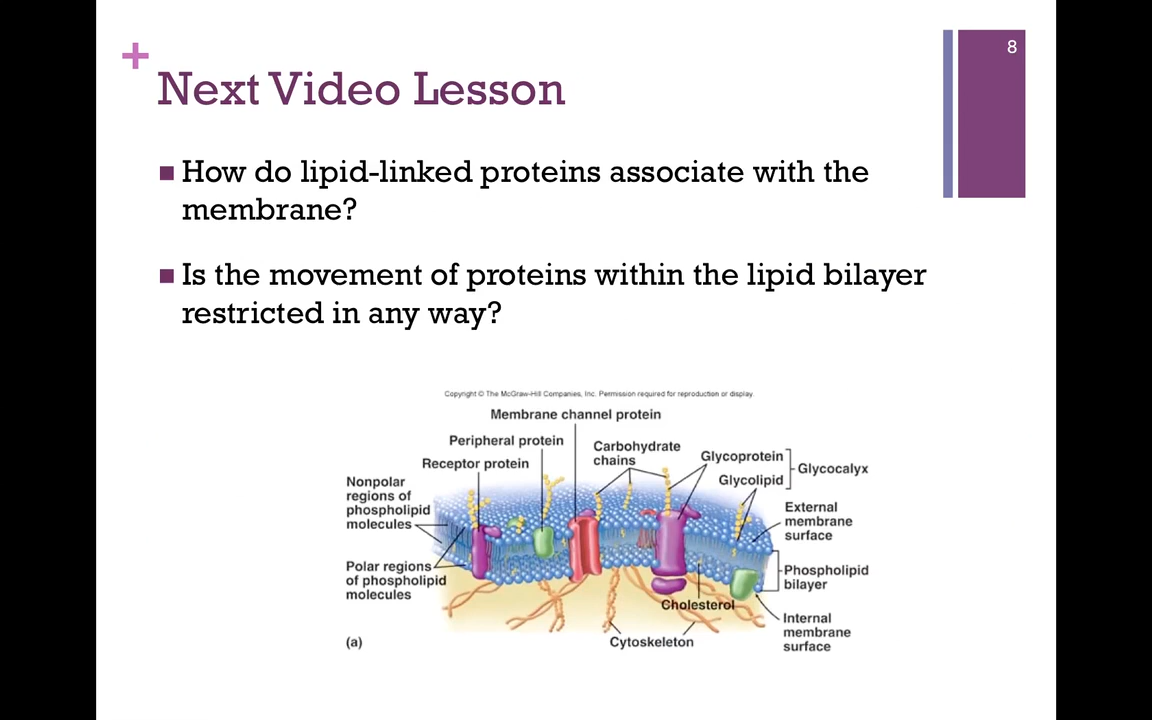 8
+
Next Video Lesson
■ How do lipid-linked proteins associate with the
membrane?
■ Is the movement of proteins within the lipid bilayer
restricted in any way?
Copyright © The McGraw-Hill Companies, Inc. Permission required for reproduction or display
Membrane channel protein
Peripheral protein
Receptor protein
Carbohydrate
chains
Glycoprotein
Glycolipid
Glycocalyx
Nonpolar
regions of
phospholipid
molecules
External
membrane
surface
Polar regions
of phospholipid
molecules
Phospholipid
bilayer
Cholesterol
Internal
membrane
surface
(a)
Cytoskeleton